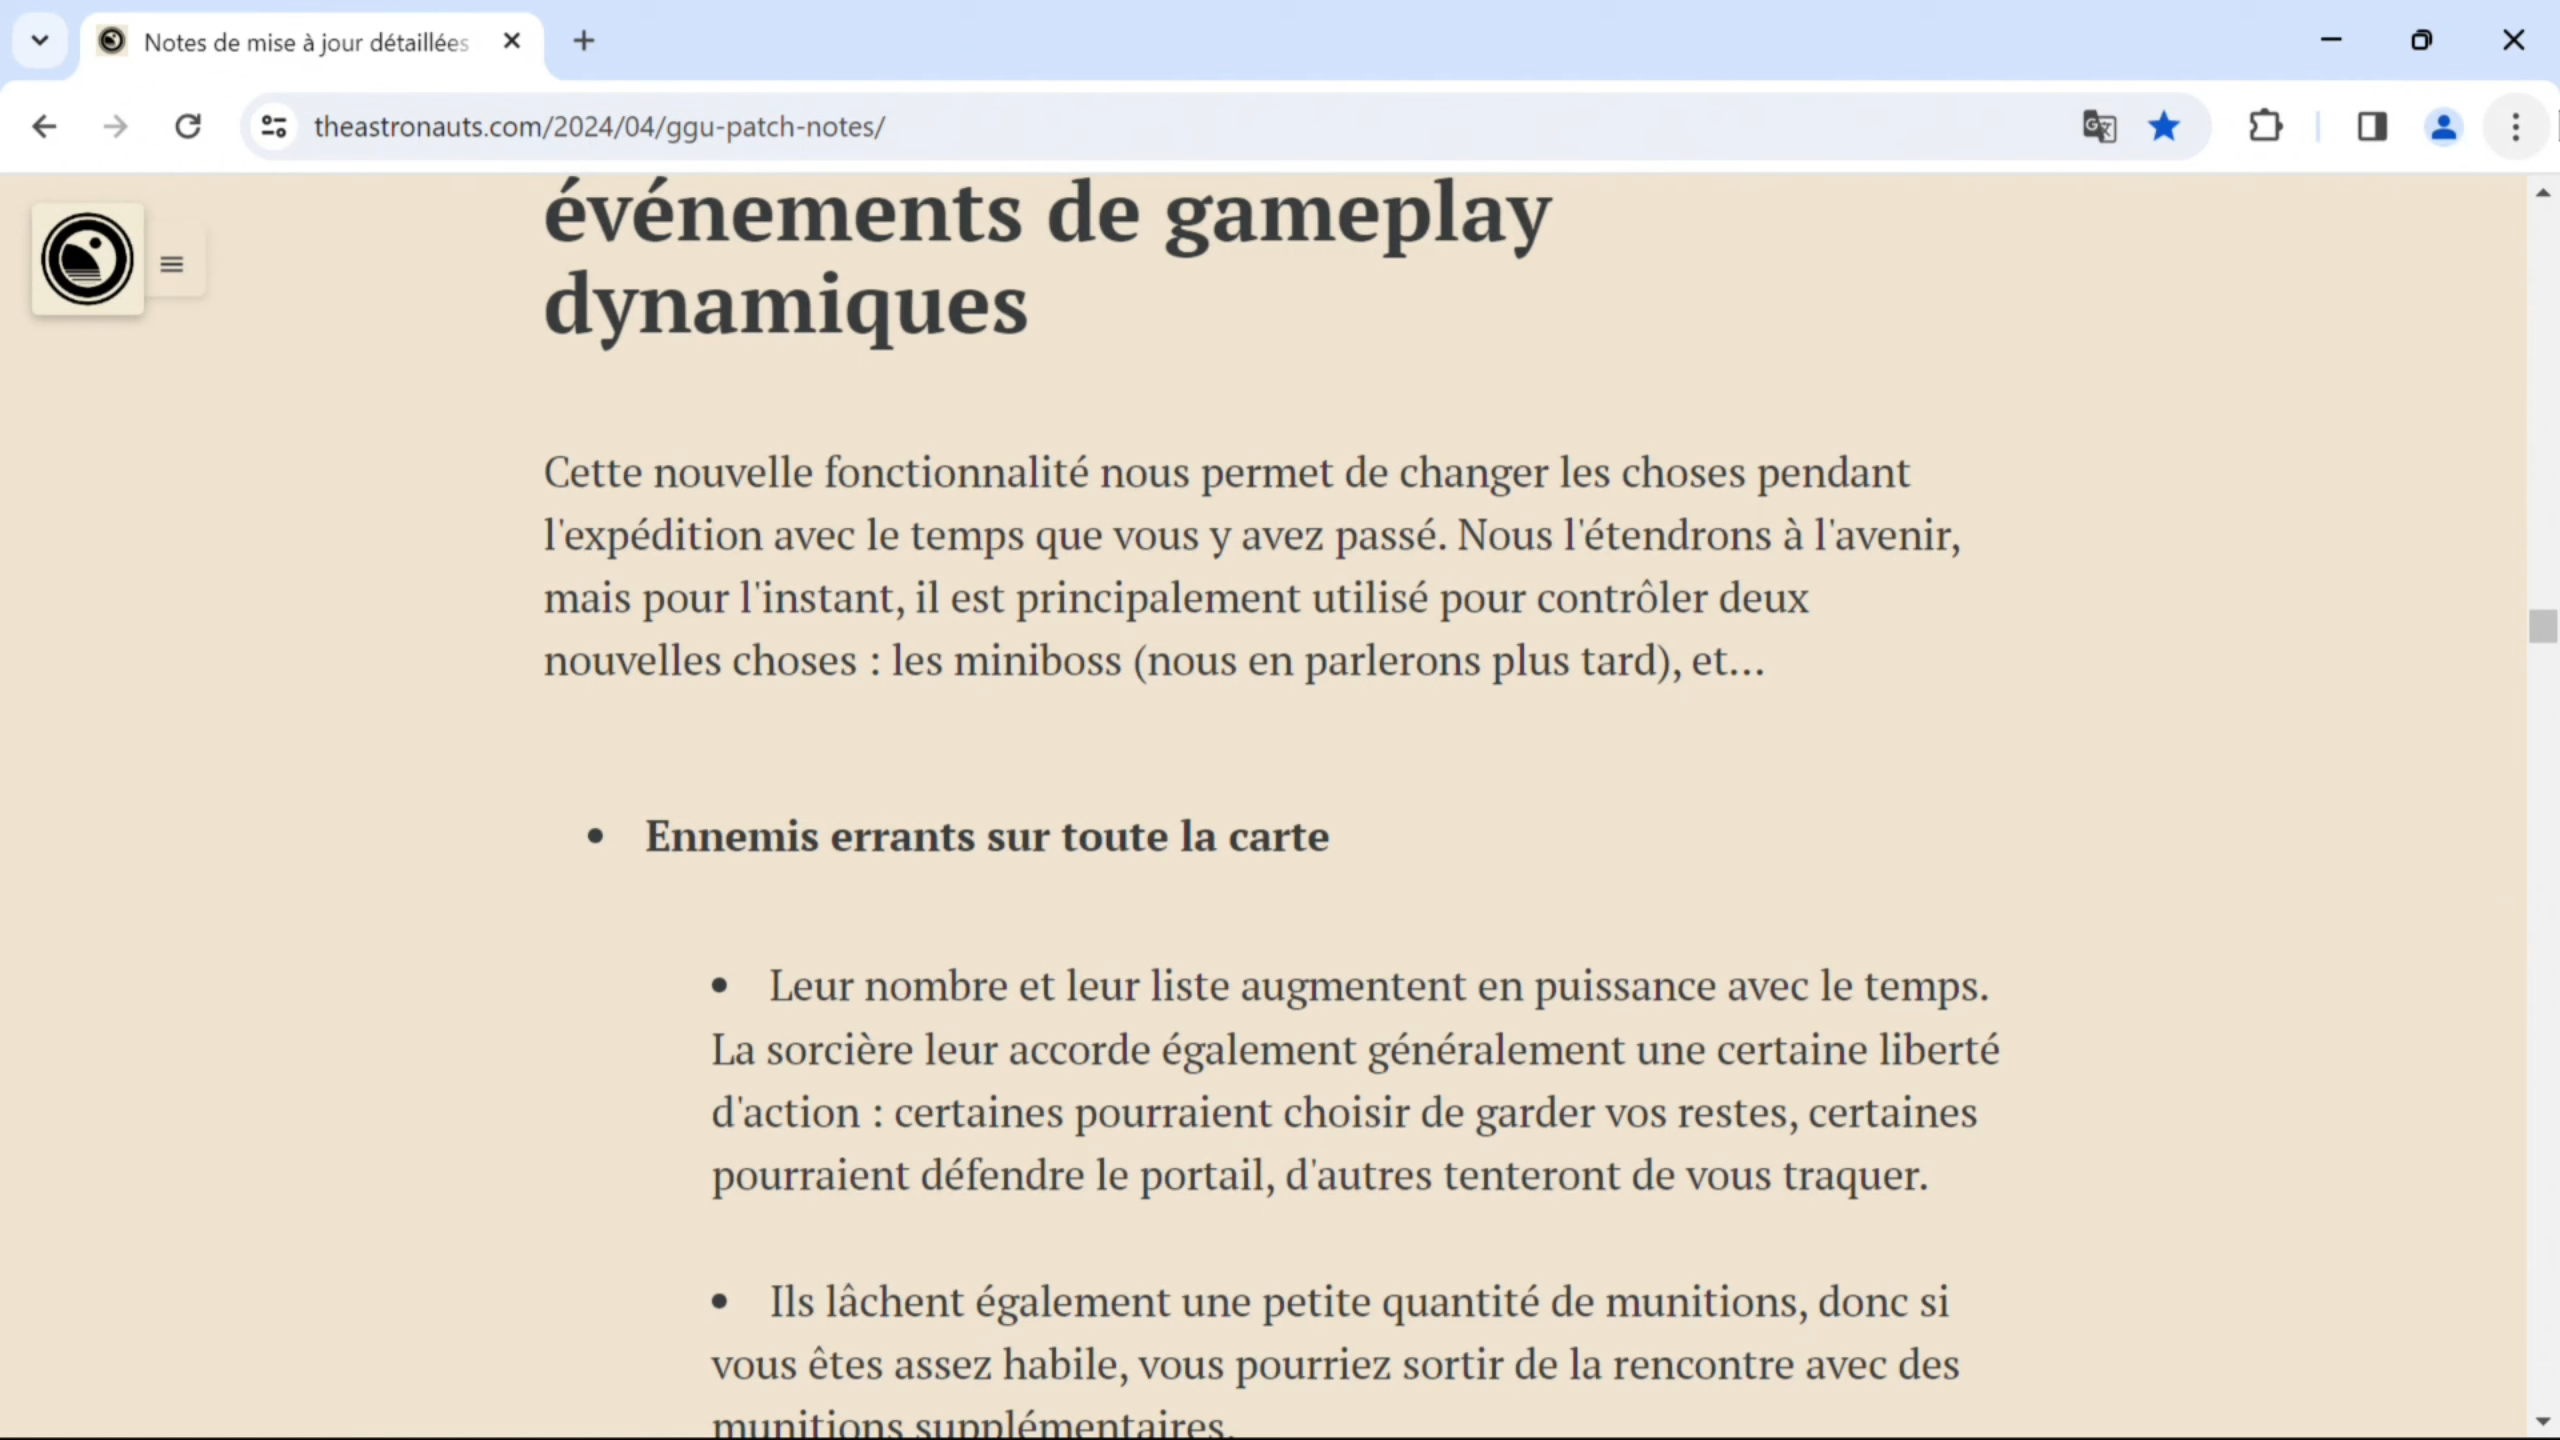 Notes de mise à jour détaillées
theastronauts.com/2024/04/ggu-patch-notes/
événements de gameplay
dynamiques
Cette nouvelle fonctionnalité nous permet de changer les choses pendant
l'expédition avec le temps que vous y avez passé. Nous l'étendrons à l'avenir,
mais pour l'instant, il est principalement utilisé pour contrôler deux
nouvelles choses : les miniboss (nous en parlerons plus tard), et...
• Ennemis errants sur toute la carte
• Leur nombre et leur liste augmentent en puissance avec le temps.
La sorcière leur accorde également généralement une certaine liberté
d'action : certaines pourraient choisir de garder vos restes, certaines
pourraient défendre le portail, d'autres tenteront de vous traquer.
• Ils lâchent également une petite quantité de munitions, donc si
vous êtes assez habile, vous pourriez sortir de la rencontre avec des
munitions supplémentaires.